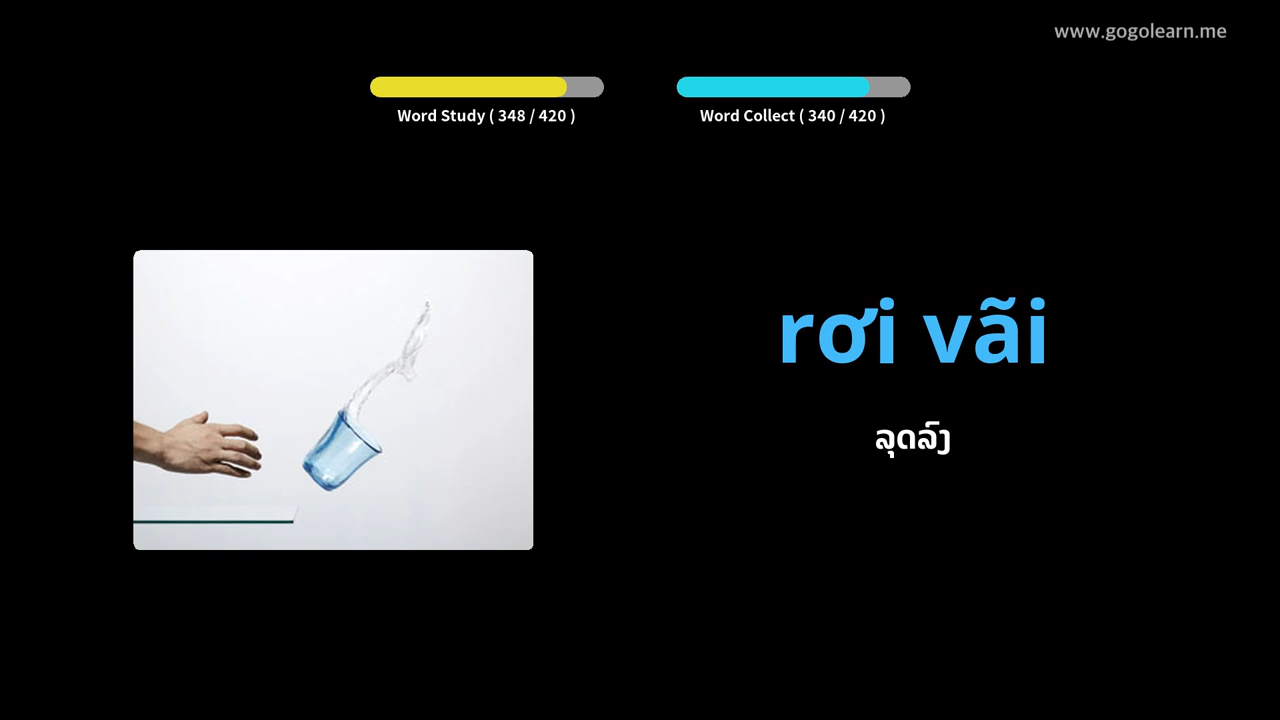 www.gogolearn.me
Word Study ( 348 / 420 )
Word Collect ( 340 / 420 )
rơi vãi
ລຸດລົງ